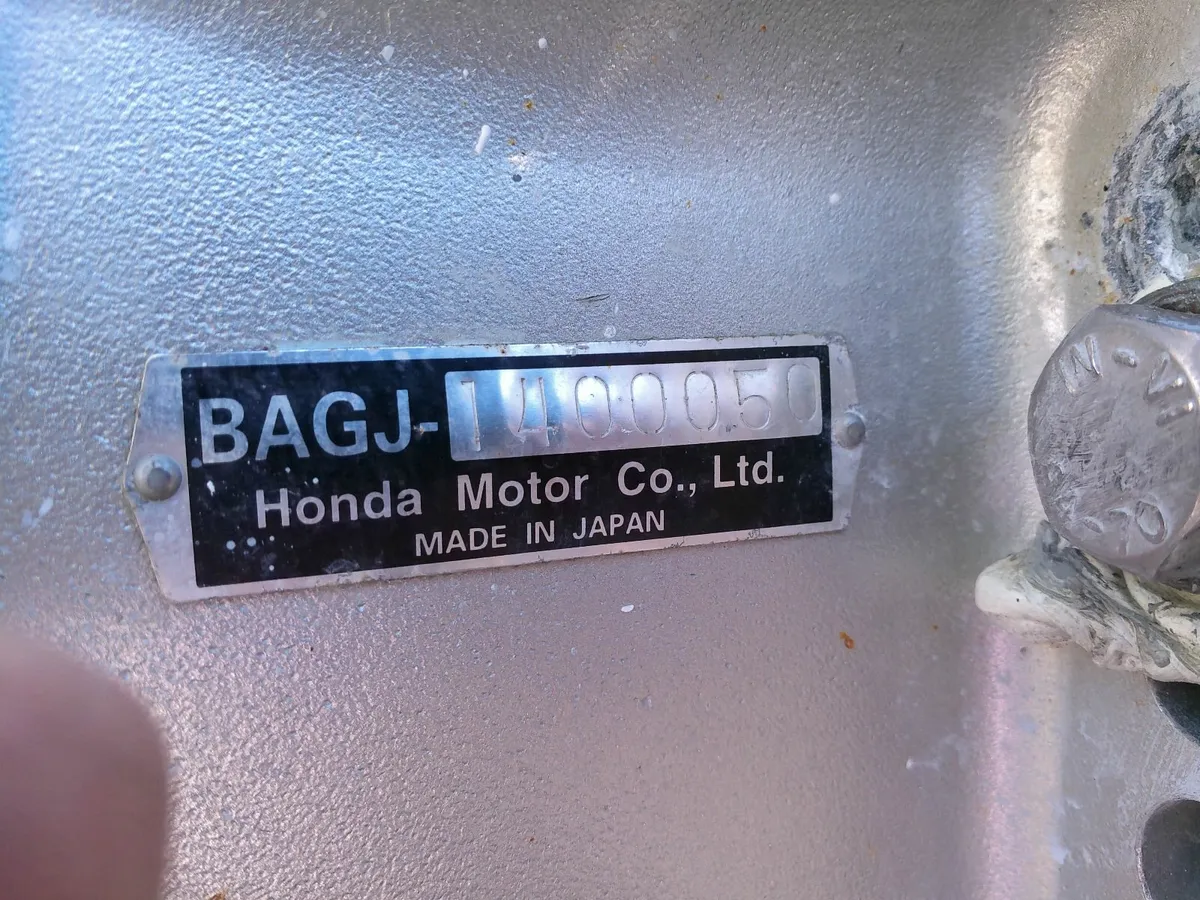 BAGJ-1400050
Honda Motor Co., Ltd.
MADE IN JAPAN